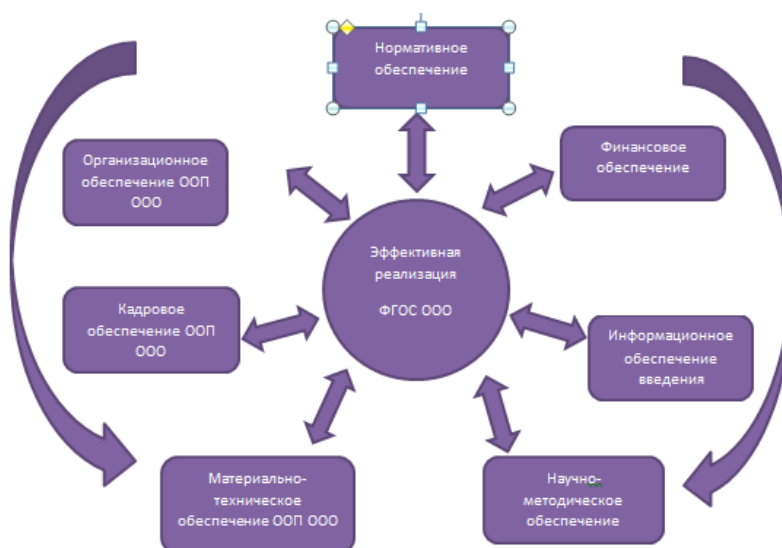 Нормативное
обеспечение
Организационное
обеспечение ООП
ООО
Финансовое
обеспечение
Эффективная
реализация
ФГОС ООО
Кадровое
обеспечение ООП
ООО
Информационное
обеспечение
введения
Материально-
техническое
обеспечение ООП ООО
Научно-
методическое
обеспечение